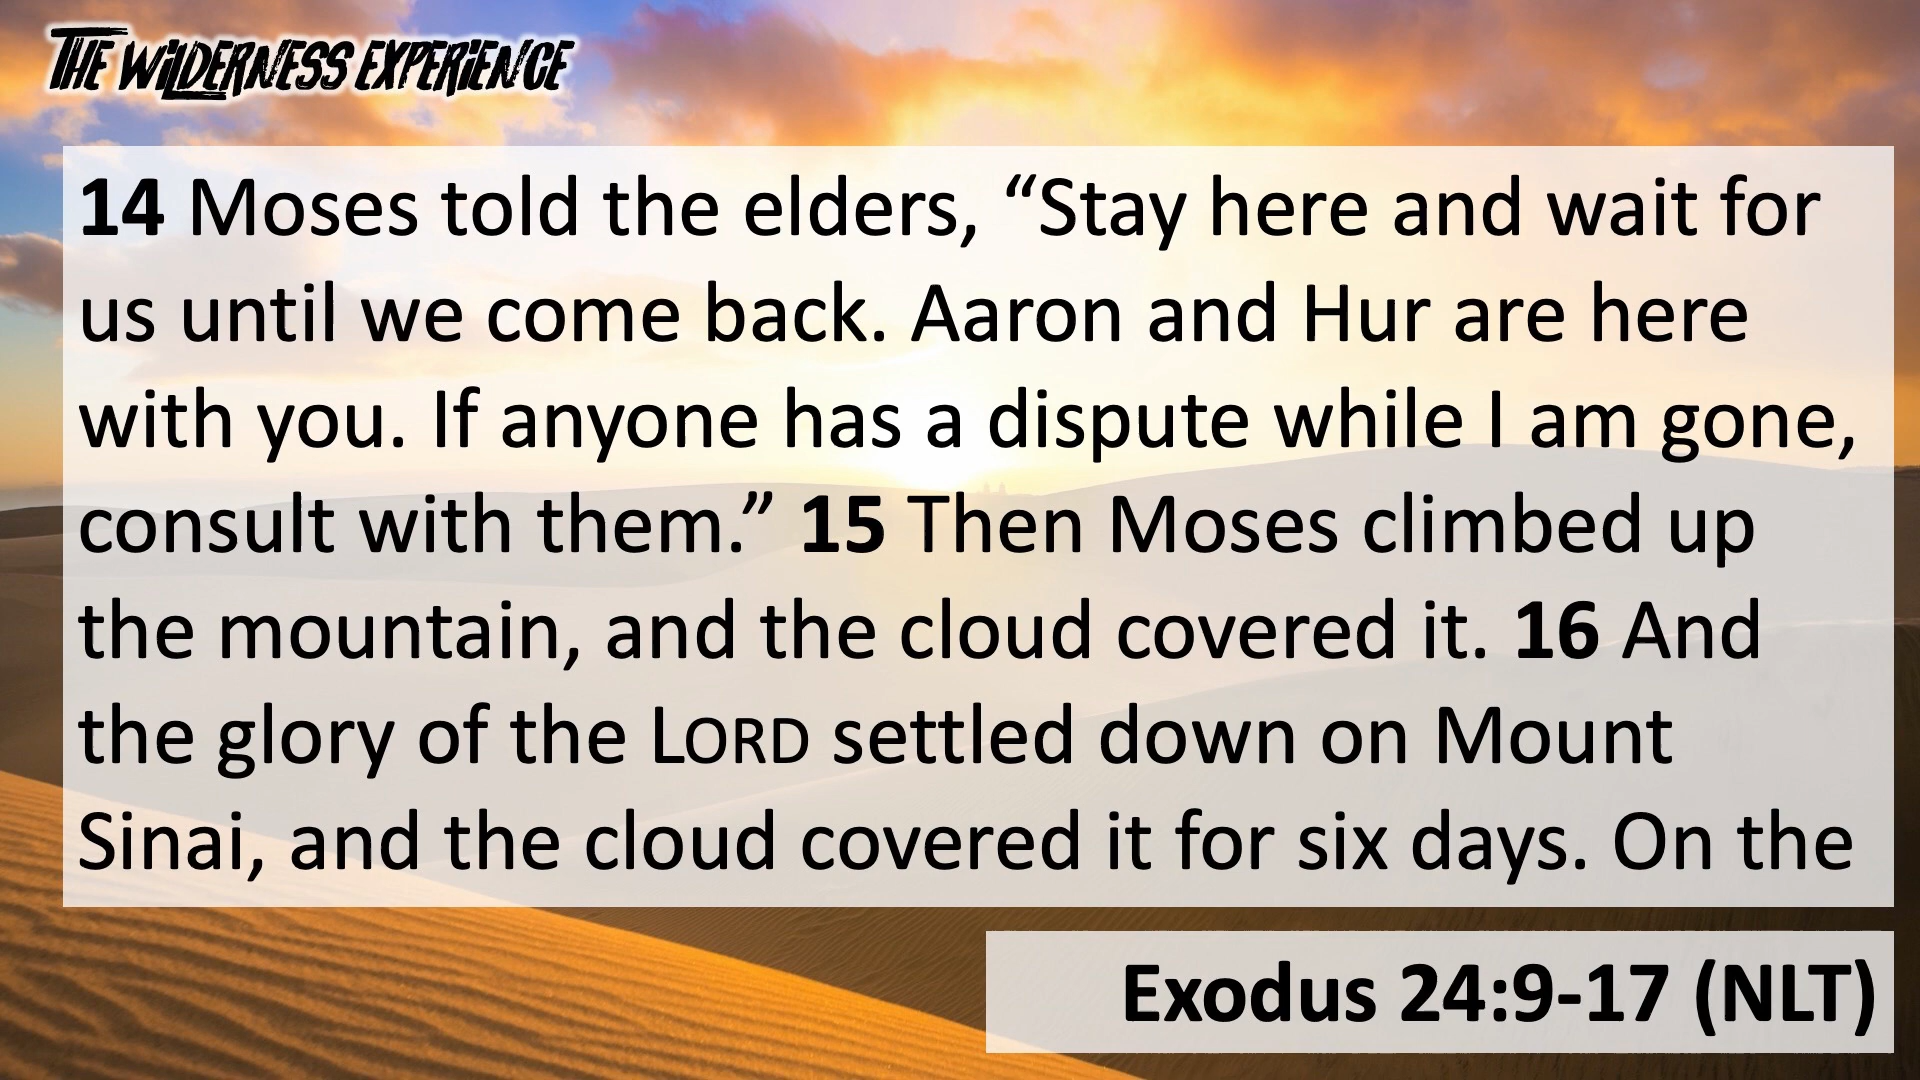 THE WILDERNESS EXPERIENCE
14 Moses told the elders, “Stay here and wait for
us until we come back. Aaron and Hur are here
with you. If anyone has a dispute while I am gone,
consult with them.” 15 Then Moses climbed up
the mountain, and the cloud covered it. 16 And
the glory of the LORD settled down on Mount
Sinai, and the cloud covered it for six days. On the
Exodus 24:9-17 (NLT)